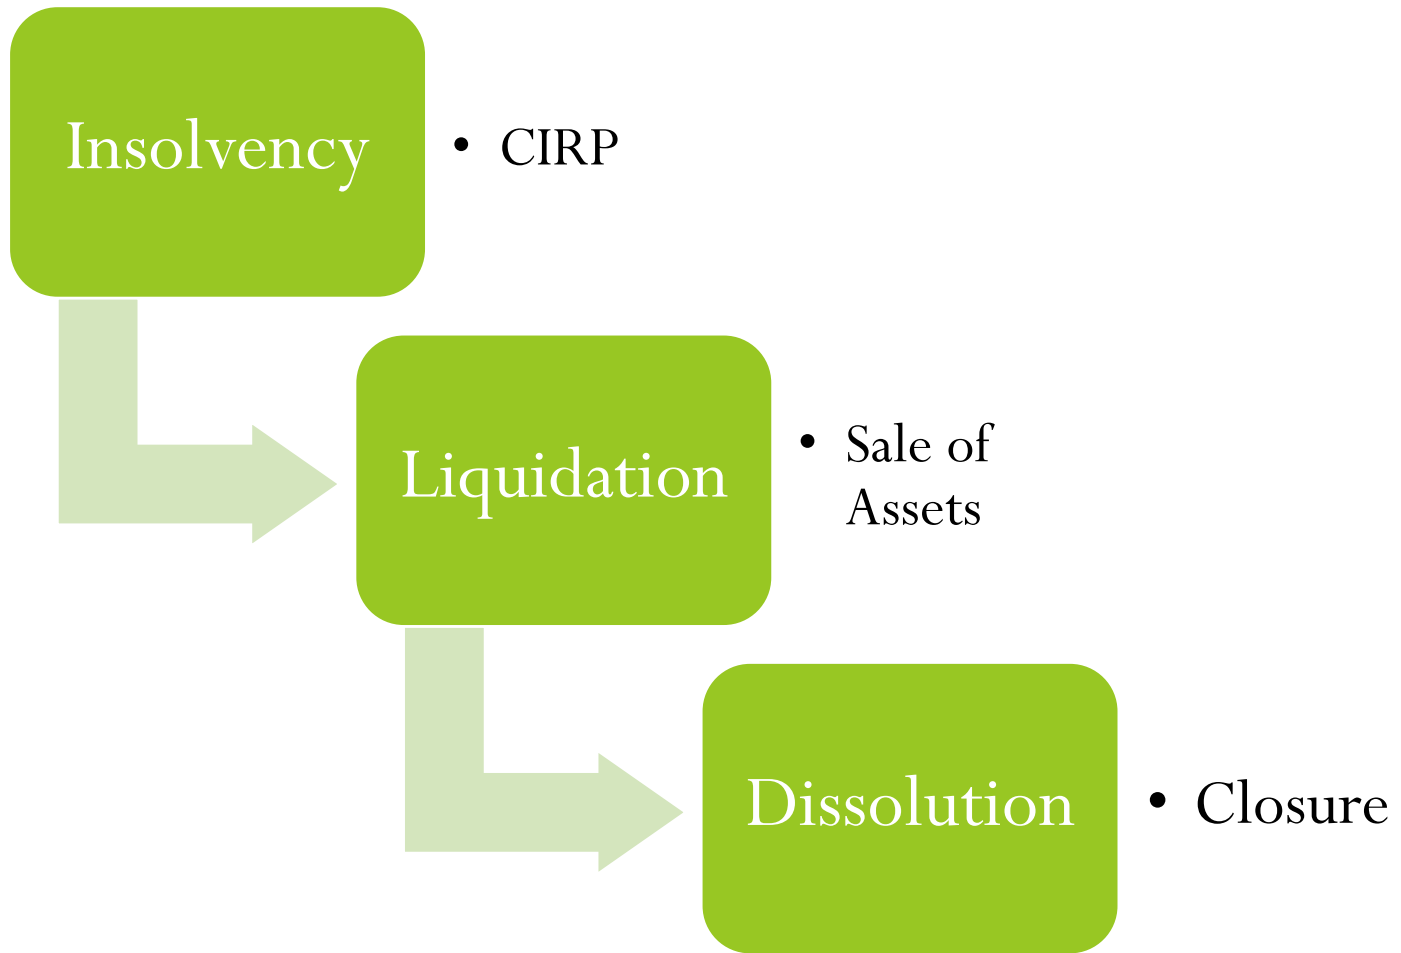 Insolvency
• CIRP
Liquidation
• Sale of
Assets
Dissolution
• Closure